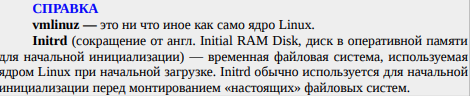 СПРАВКА
vmlinuz — это ни что иное как само ядро Linux.
Initrd (сокращение от англ. Initial RAM Disk, диск в оперативной памяти
для начальной инициализации) — временная файловая система, используемая
ядром Linux при начальной загрузке. Initrd обычно используется для начальной
инициализации перед монтированием «настоящих» файловых систем.